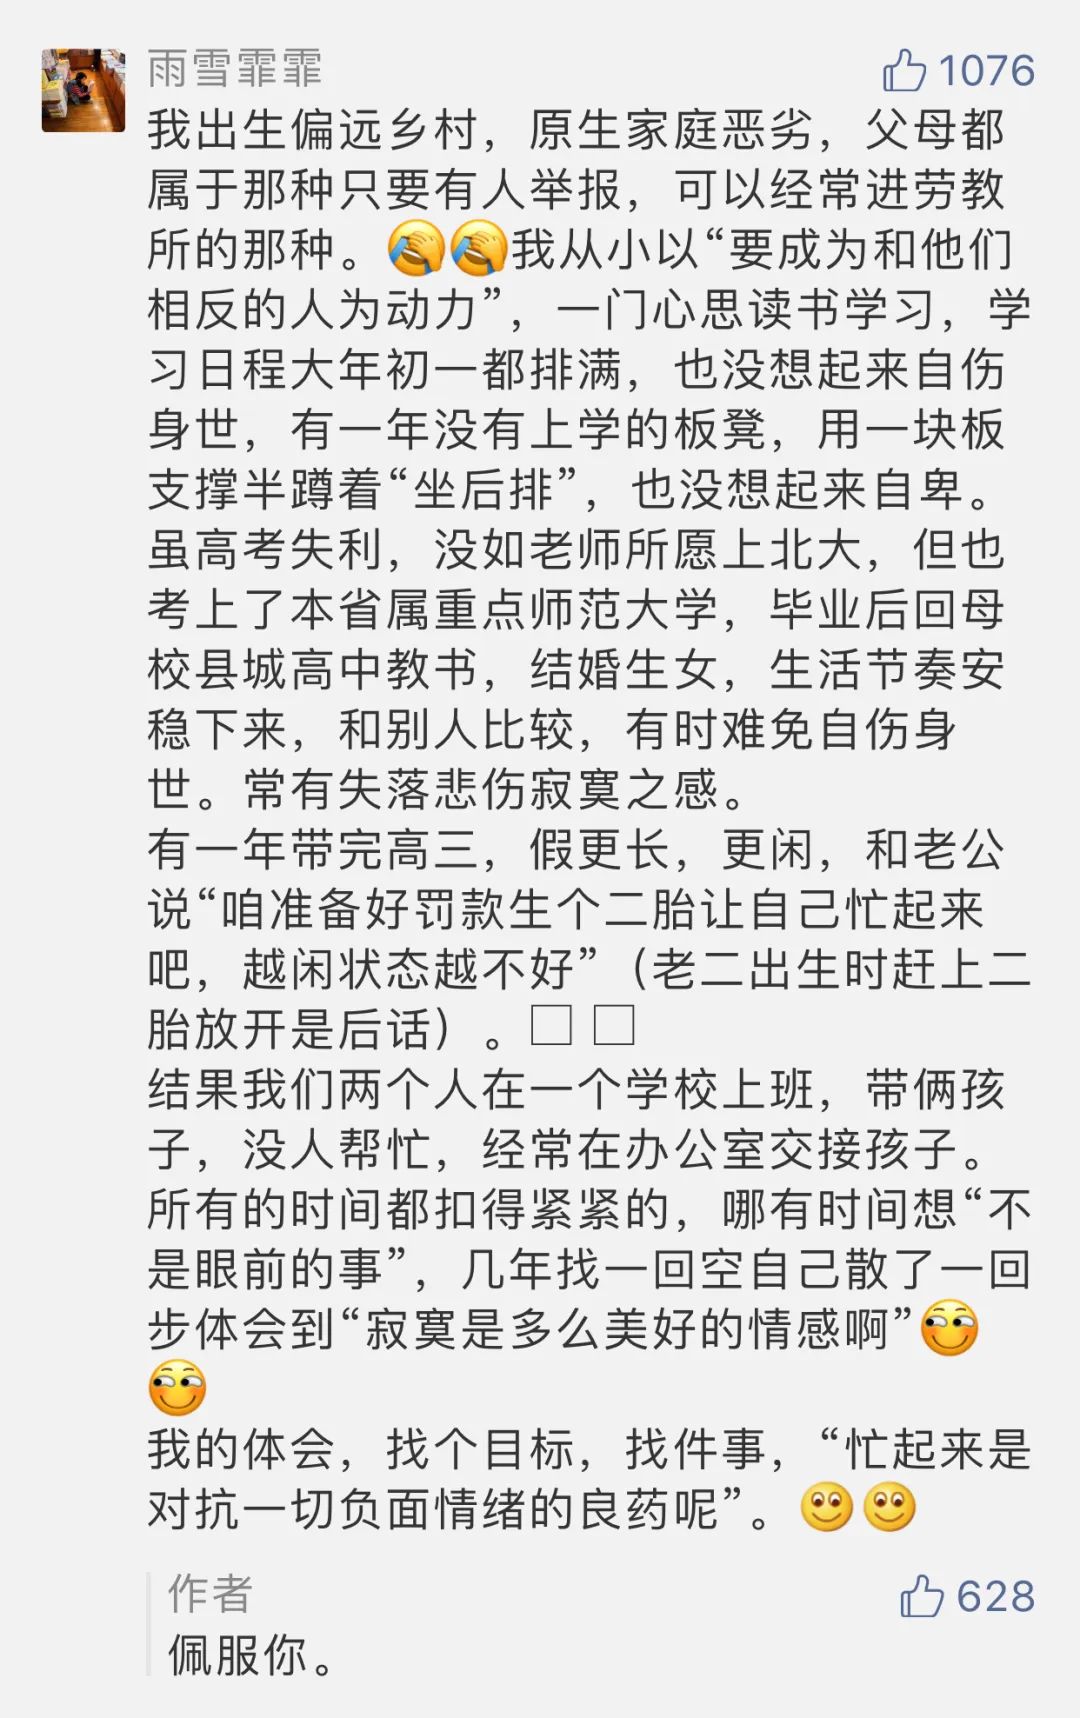 雨雪霏霏
1076
我出生偏远乡村，原生家庭恶劣，父母都
属于那种只要有人举报，可以经常进劳教
所的那种。🤦🤦我从小以“要成为和他们
相反的人为动力”，一门心思读书学习，学
习日程大年初一都排满，也没想起来自伤
身世，有一年没有上学的板凳，用一块板
支撑半蹲着“坐后排”，也没想起来自卑。
虽高考失利，没如老师所愿上北大，但也
考上了本省属重点师范大学，毕业后回母
校县城高中教书，结婚生女，生活节奏安
稳下来，和别人比较，有时难免自伤身
世。常有失落悲伤寂寞之感。
有一年带完高三，假更长，更闲，和老公
说“咱准备好罚款生个二胎让自己忙起来
吧，越闲状态越不好”（老二出生时赶上二
胎放开是后话）。□ □
结果我们两个人在一个学校上班，带俩孩
子，没人帮忙，经常在办公室交接孩子。
所有的时间都扣得紧紧的，哪有时间想“不
是眼前的事”，几年找一回空自己散了一回
步体会到“寂寞是多么美好的情感啊”
我的体会，找个目标，找件事，“忙起来是
对抗一切负面情绪的良药呢”。
作者
628
佩服你。